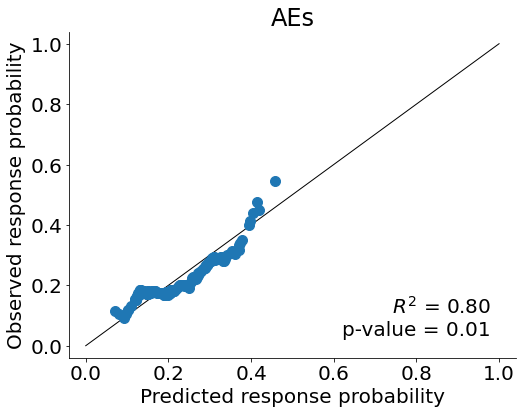 AEs
Observed response probability
1.0
0.8
0.6
0.4
0.2
0.0
R² = 0.80
p-value = 0.01
0.0 0.2 0.4 0.6 0.8 1.0
Predicted response probability